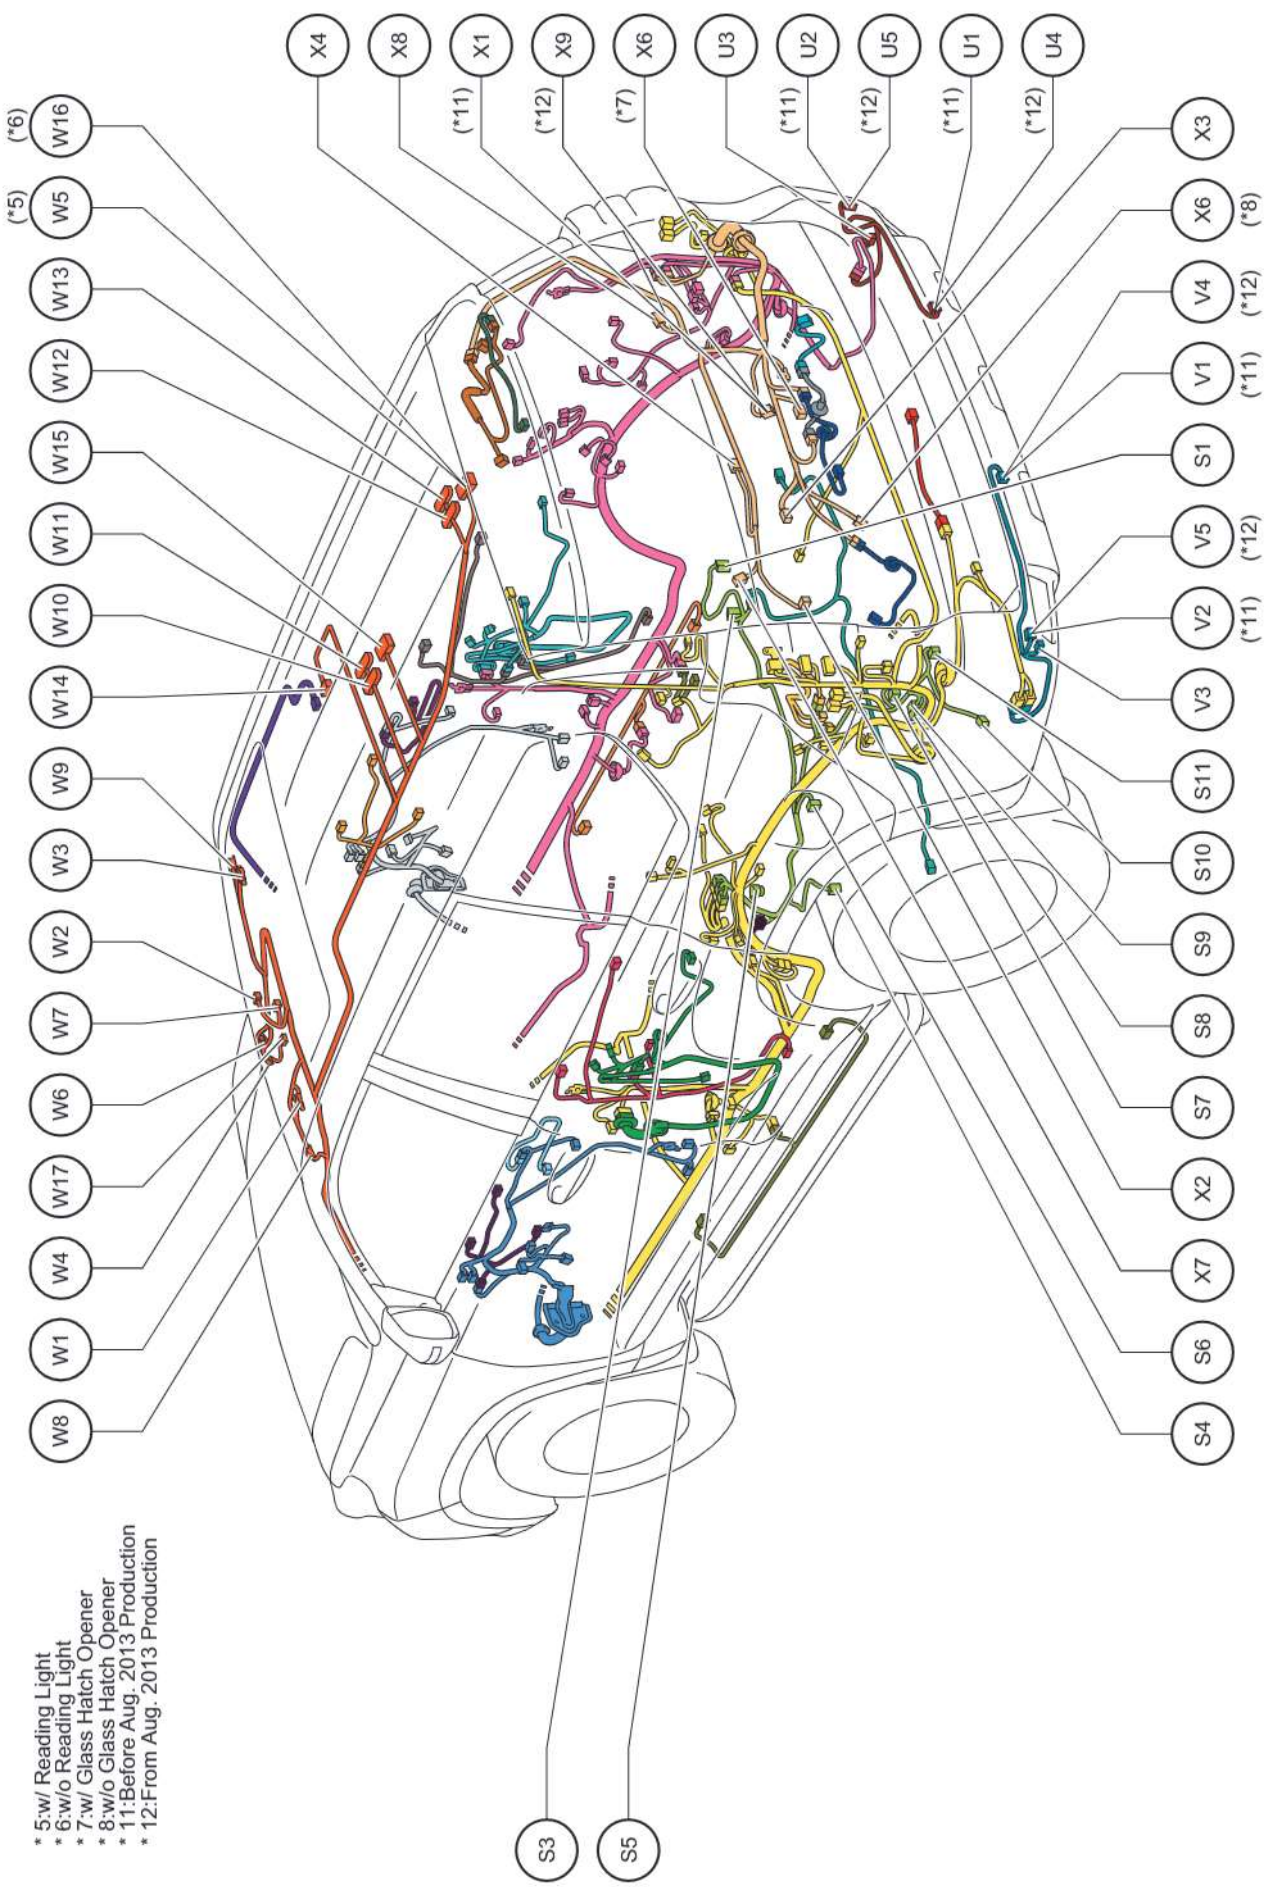 * 5:w/ Reading Light
* 6:w/o Reading Light
* 7:w/ Glass Hatch Opener
* 8:w/o Glass Hatch Opener
* 11:Before Aug. 2013 Production
* 12:From Aug. 2013 Production
(*5) (*6)
W8 W1 W4 W17 W6 W7 W2 W3 W9 W14 W10 W11 W15 W12 W13 W5 W16
X4
X8
(*11) X1
(*12) X9
(*7) X6
U3
(*11) U2
(*12) U5
(*11) U1
(*12) U4
S3
S5
S4 S6 X7 X2 S7 S8 S9 S10 S11 V3 V2 V5 S1 V1 V4 X6 X3
(*11) (*12) (*11) (*12) (*8)